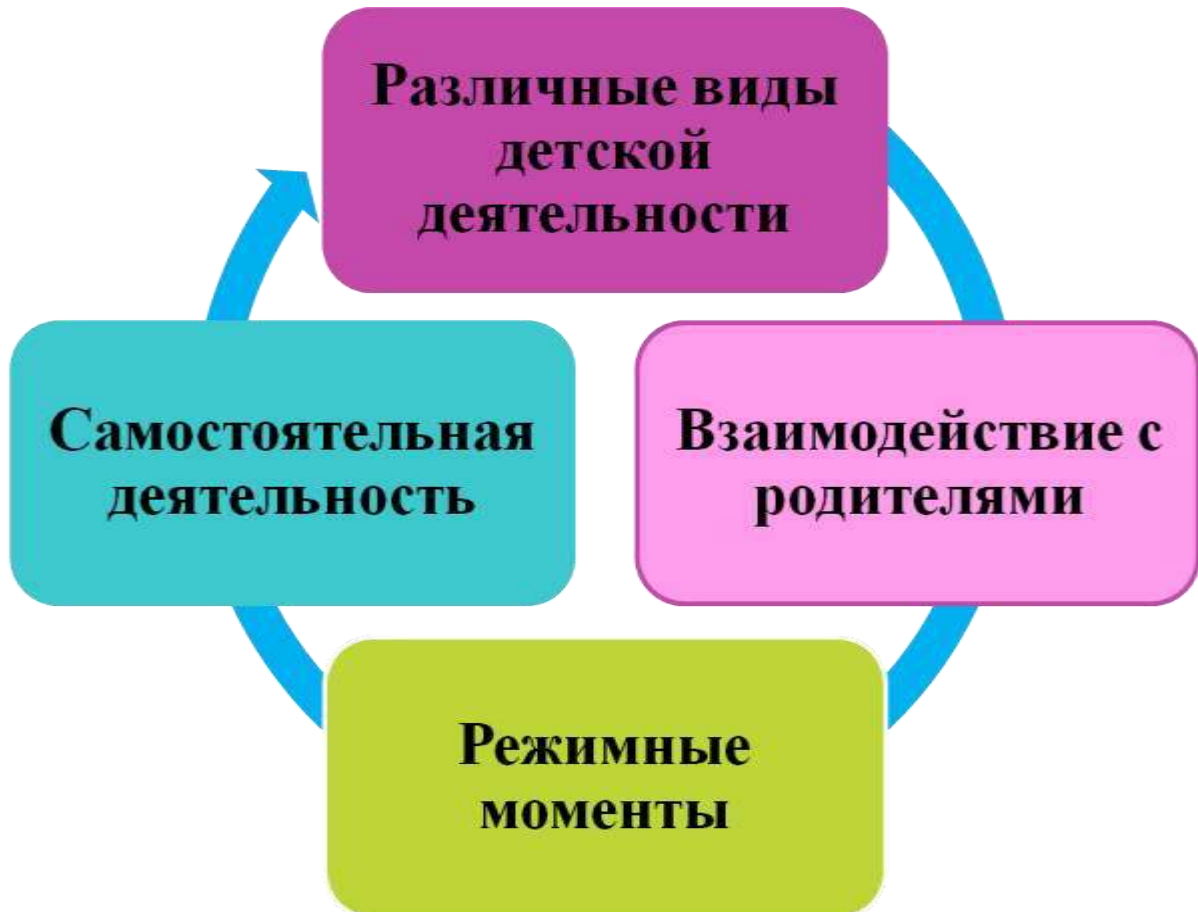 Различные виды
детской
деятельности
Самостоятельная
деятельность
Взаимодействие с
родителями
Режимные
моменты